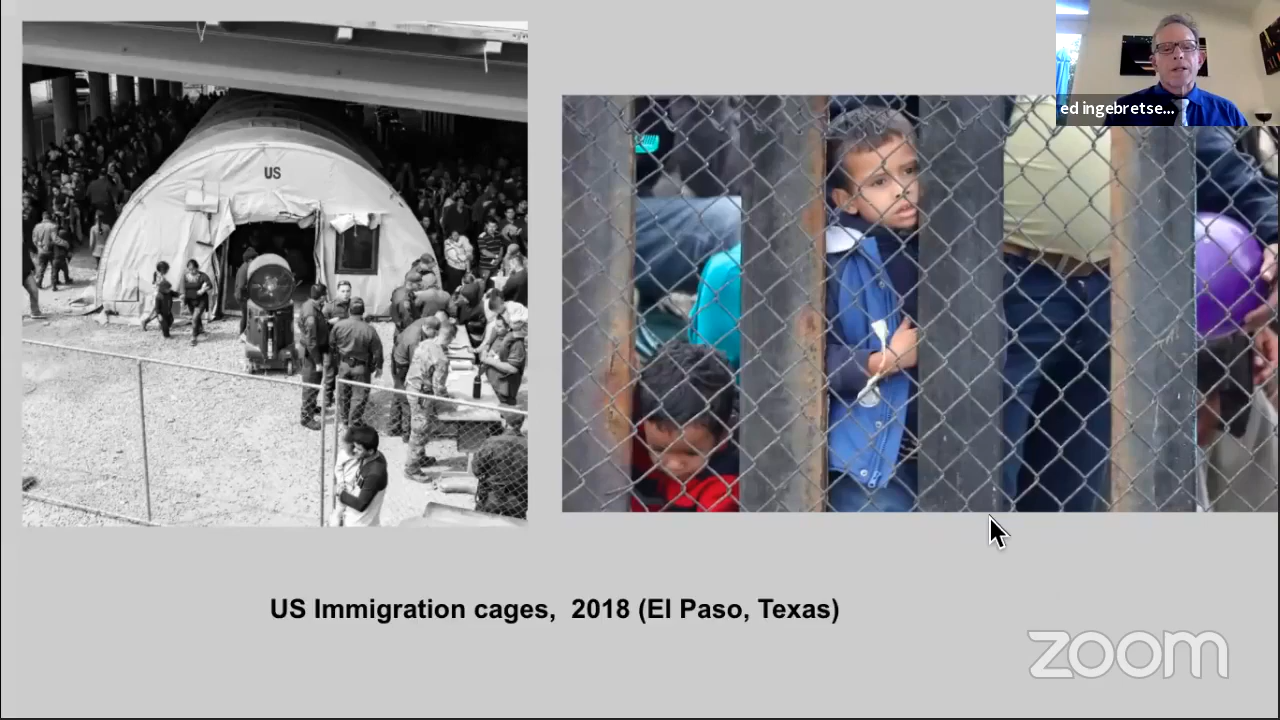 ed ingebretse...
US
US Immigration cages,  2018 (El Paso, Texas)
zoom